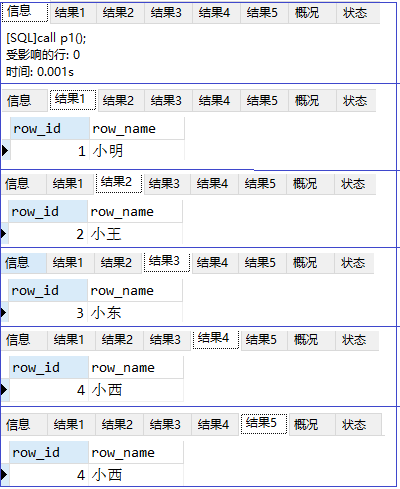 信息 结果1 结果2 结果3 结果4 结果5 概况 状态
[SQL]call p1();
受影响的行: 0
时间: 0.001s
信息 结果1 结果2 结果3 结果4 结果5 概况 状态
row_id row_name
1 小明
信息 结果1 结果2 结果3 结果4 结果5 概况 状态
row_id row_name
2 小王
信息 结果1 结果2 结果3 结果4 结果5 概况 状态
row_id row_name
3 小东
信息 结果1 结果2 结果3 结果4 结果5 概况 状态
row_id row_name
4 小西
信息 结果1 结果2 结果3 结果4 结果5 概况 状态
row_id row_name
4 小西